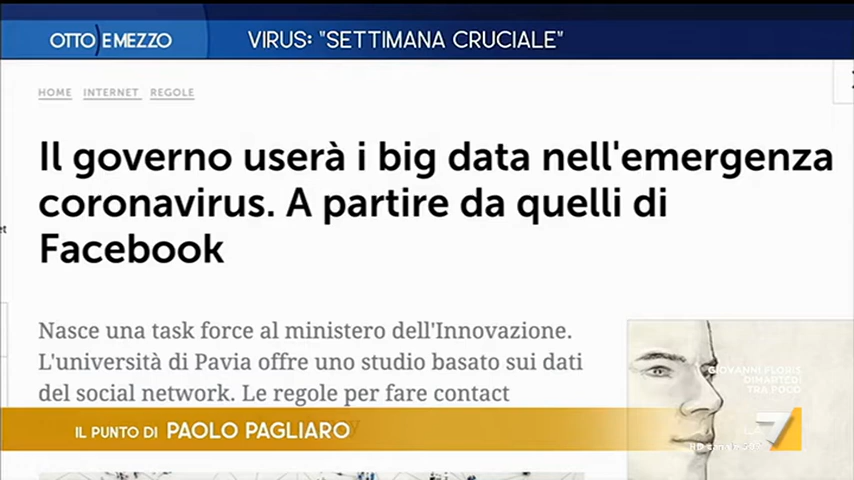 OTTO E MEZZO
VIRUS: "SETTIMANA CRUCIALE"
HOME INTERNET REGOLE
Il governo userà i big data nell'emergenza
coronavirus. A partire da quelli di
Facebook
Nasce una task force al ministero dell'Innovazione.
L'università di Pavia offre uno studio basato sui dati
del social network. Le regole per fare contact
GIOVANNI FLORIS
DIMARTEDÌ
TRA POCO
IL PUNTO DI PAOLO PAGLIARO
LA
7